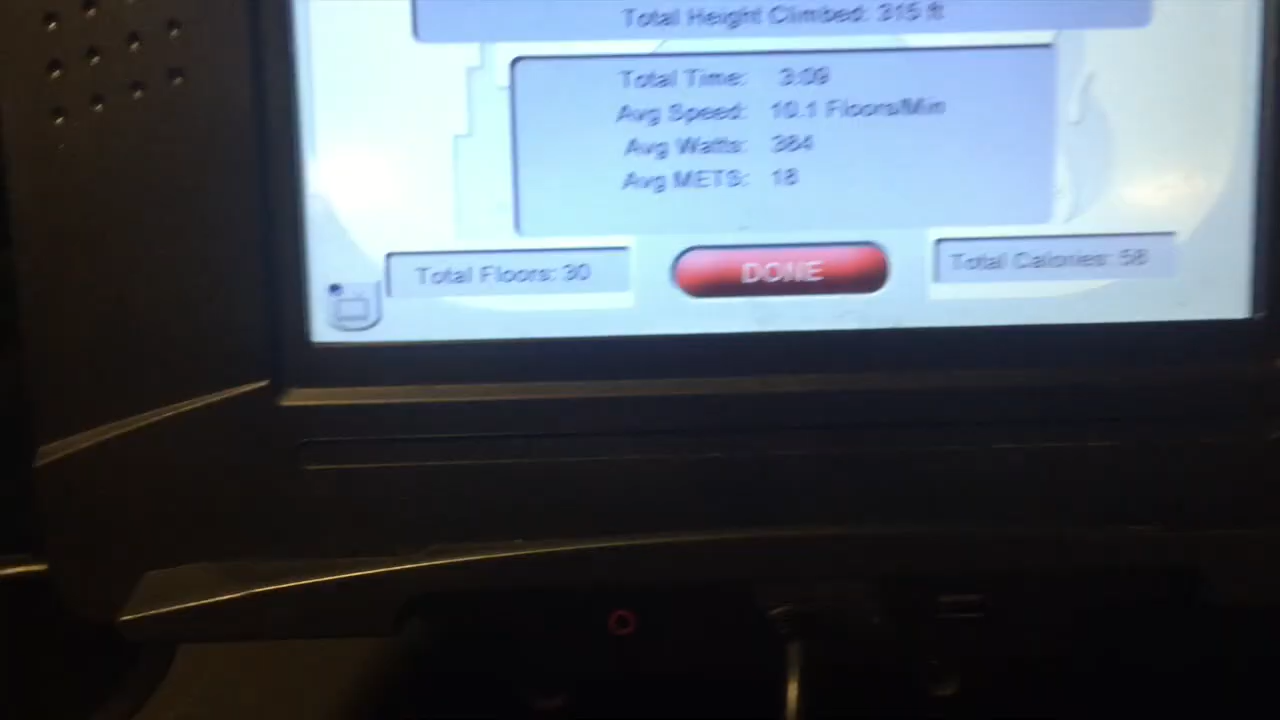 Total Height Climbed: 315 ft
Total Time: 3:09
Avg Speed: 10.1 Floors/Min
Avg Watts: 384
Avg METS: 18
Total Floors: 30
DONE
Total Calories: 58